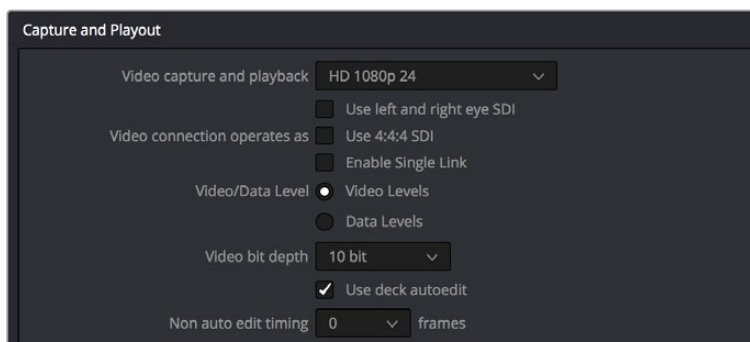 Capture and Playout
Video capture and playback HD 1080p 24
Use left and right eye SDI
Video connection operates as Use 4:4:4 SDI
Enable Single Link
Video/Data Level Video Levels
Data Levels
Video bit depth 10 bit
Use deck autoedit
Non auto edit timing 0 frames